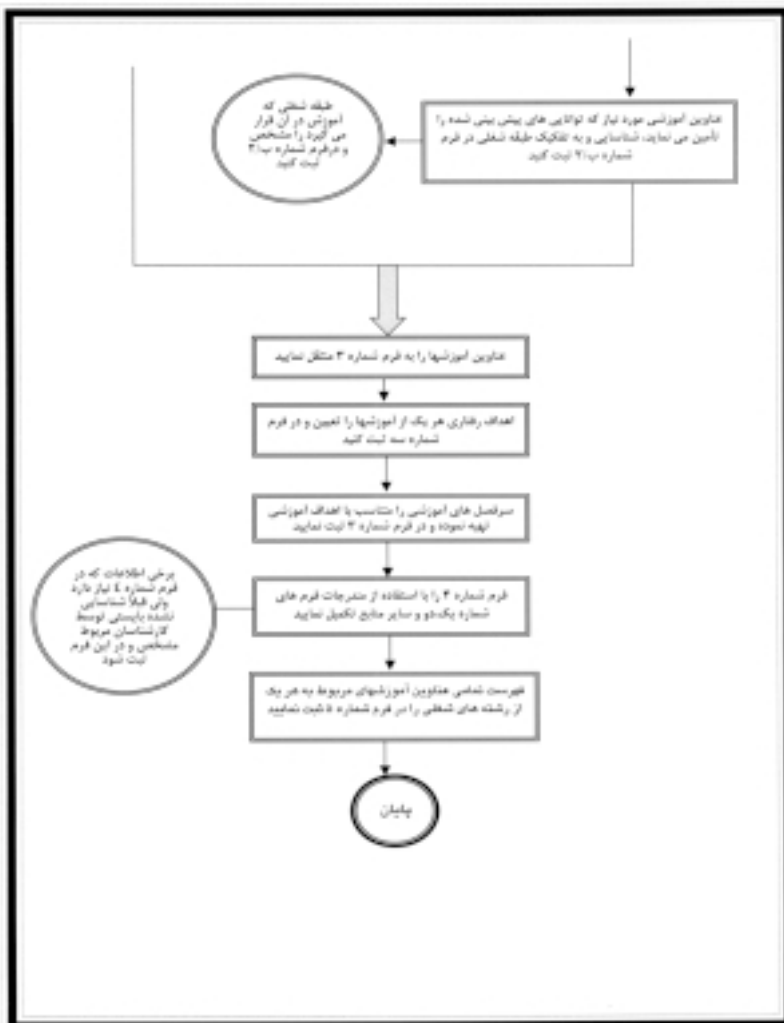 عناوین آموزشی مورد نیاز که توانایی های پیش بینی شده را
تأمین می نماید، شناسایی و به تفکیک طبقه شغلی در فرم
شماره ب/۲ ثبت کنید
طبقه شغلی که
آموزش در آن قرار
می گیرد را مشخص
و درفرم شماره ب/۲
ثبت کنید
عناوین آموزشها را به فرم شماره ۳ منتقل نمایید
اهداف رفتاری هر یک از آموزشها را تعیین و در فرم
شماره سه ثبت کنید
سرفصل های آموزشی را متناسب با اهداف آموزشی
تهیه نموده و در فرم شماره ۳ ثبت نمایید
فرم شماره ۴ را با استفاده از مندرجات فرم های
شماره یک،دو و سایر منابع تکمیل نمایید
برخی اطلاعات که در
فرم شماره ٤ نیاز دارد
ولی قبلاً شناسایی
نشده بایستی توسط
کارشناسان مربوط
مشخص و در این فرم
ثبت شود
فهرست تمامی عناوین آموزشهای مربوط به هر یک
از رشته های شغلی را در فرم شماره ۵ ثبت نمایید
پایان